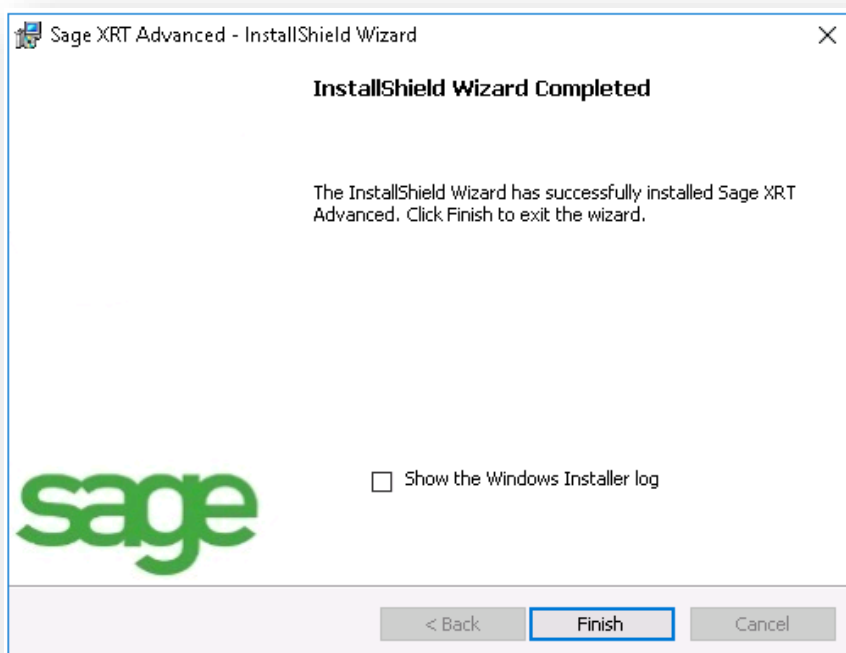 Sage XRT Advanced - InstallShield Wizard
InstallShield Wizard Completed
The InstallShield Wizard has successfully installed Sage XRT
Advanced. Click Finish to exit the wizard.
Show the Windows Installer log
sage
< Back
Finish
Cancel